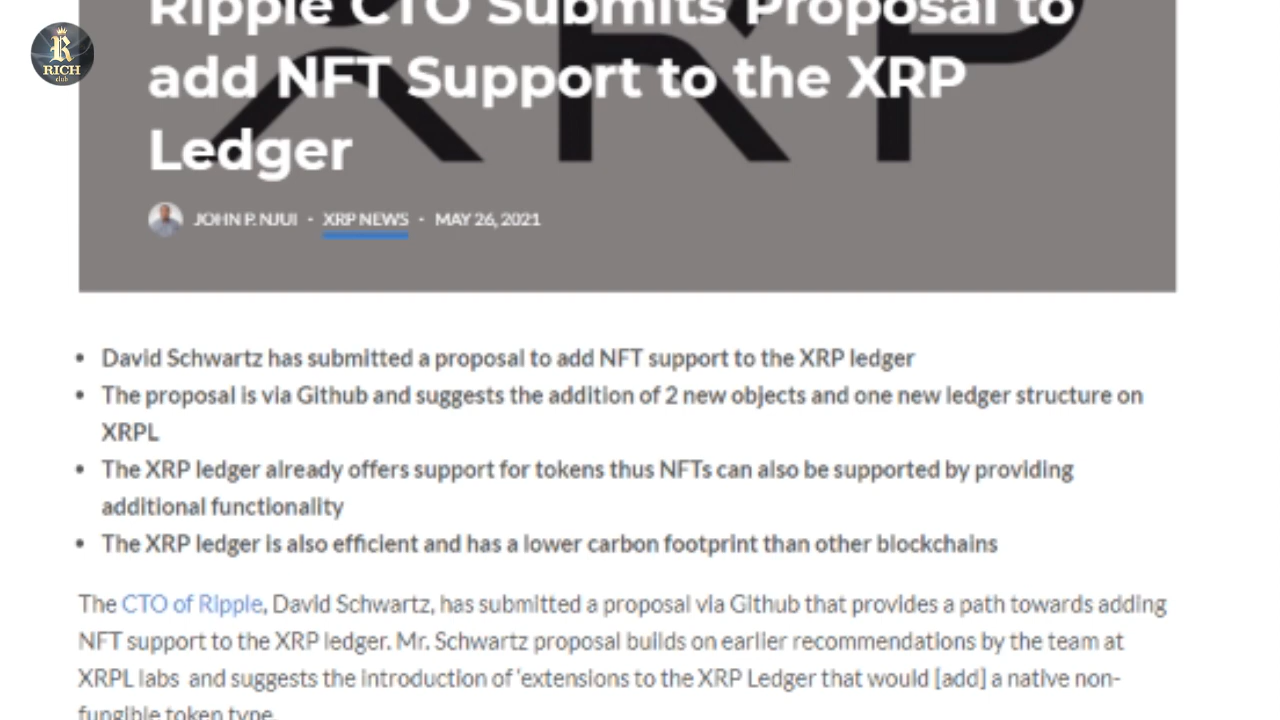 R
RICH
club
Ripple CTO Submits Proposal to
add NFT Support to the XRP
Ledger
XRP
JOHN P. NJUI · XRP NEWS · MAY 26, 2021
• David Schwartz has submitted a proposal to add NFT support to the XRP ledger
• The proposal is via Github and suggests the addition of 2 new objects and one new ledger structure on
XRPL
• The XRP ledger already offers support for tokens thus NFTs can also be supported by providing
additional functionality
• The XRP ledger is also efficient and has a lower carbon footprint than other blockchains
The CTO of Ripple, David Schwartz, has submitted a proposal via Github that provides a path towards adding
NFT support to the XRP ledger. Mr. Schwartz proposal builds on earlier recommendations by the team at
XRPL labs and suggests the introduction of 'extensions to the XRP Ledger that would [add] a native non-
fungible token type.